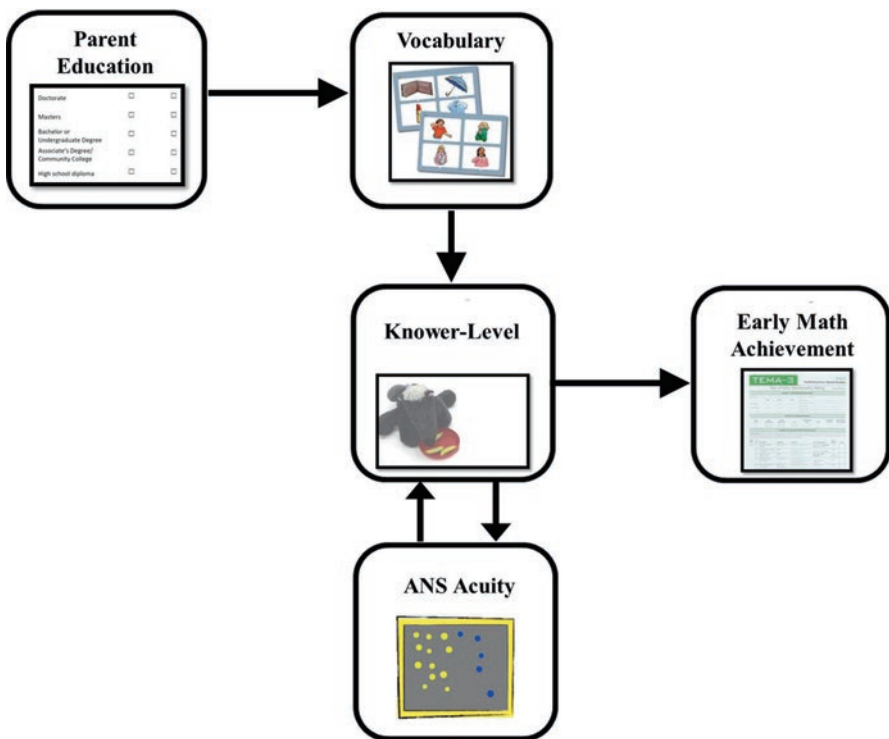 Parent
Education
Doctorate
Masters
Bachelor or
Undergraduate Degree
Associate's Degree/
Community College
High school diploma
Vocabulary
Knower-Level
Early Math
Achievement
TEMA-3
ANS Acuity